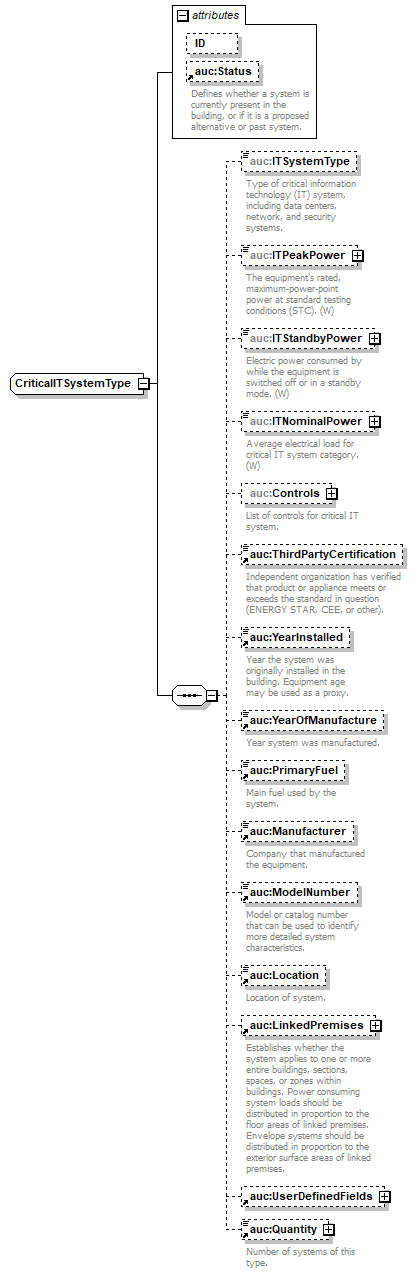 attributes
ID
auc:Status
Defines whether a system is
currently present in the
building, or if it is a proposed
alternative or past system.
auc:ITSystemType
Type of critical information
technology (IT) system,
including data centers,
network, and security
systems.
auc:ITPeakPower
The equipment's rated,
maximum-power-point
power at standard testing
conditions (STC). (W)
auc:ITStandbyPower
Electric power consumed by
while the equipment is
switched off or in a standby
mode. (W)
CriticalITSystemType
auc:ITNominalPower
Average electrical load for
critical IT system category.
(W)
auc:Controls
List of controls for critical IT
system.
auc:ThirdPartyCertification
Independent organization has verified
that product or appliance meets or
exceeds the standard in question
(ENERGY STAR, CEE, or other).
auc:YearInstalled
Year the system was
originally installed in the
building. Equipment age
may be used as a proxy.
auc:YearOfManufacture
Year system was manufactured.
auc:PrimaryFuel
Main fuel used by the
system.
auc:Manufacturer
Company that manufactured
the equipment.
auc:ModelNumber
Model or catalog number
that can be used to identify
more detailed system
characteristics.
auc:Location
Location of system.
auc:LinkedPremises
Establishes whether the
system applies to one or more
entire buildings, sections,
spaces, or zones within
buildings. Power consuming
system loads should be
distributed in proportion to the
floor areas of linked premises.
Envelope systems should be
distributed in proportion to the
exterior surface areas of linked
premises.
auc:UserDefinedFields
auc:Quantity
Number of systems of this
type.